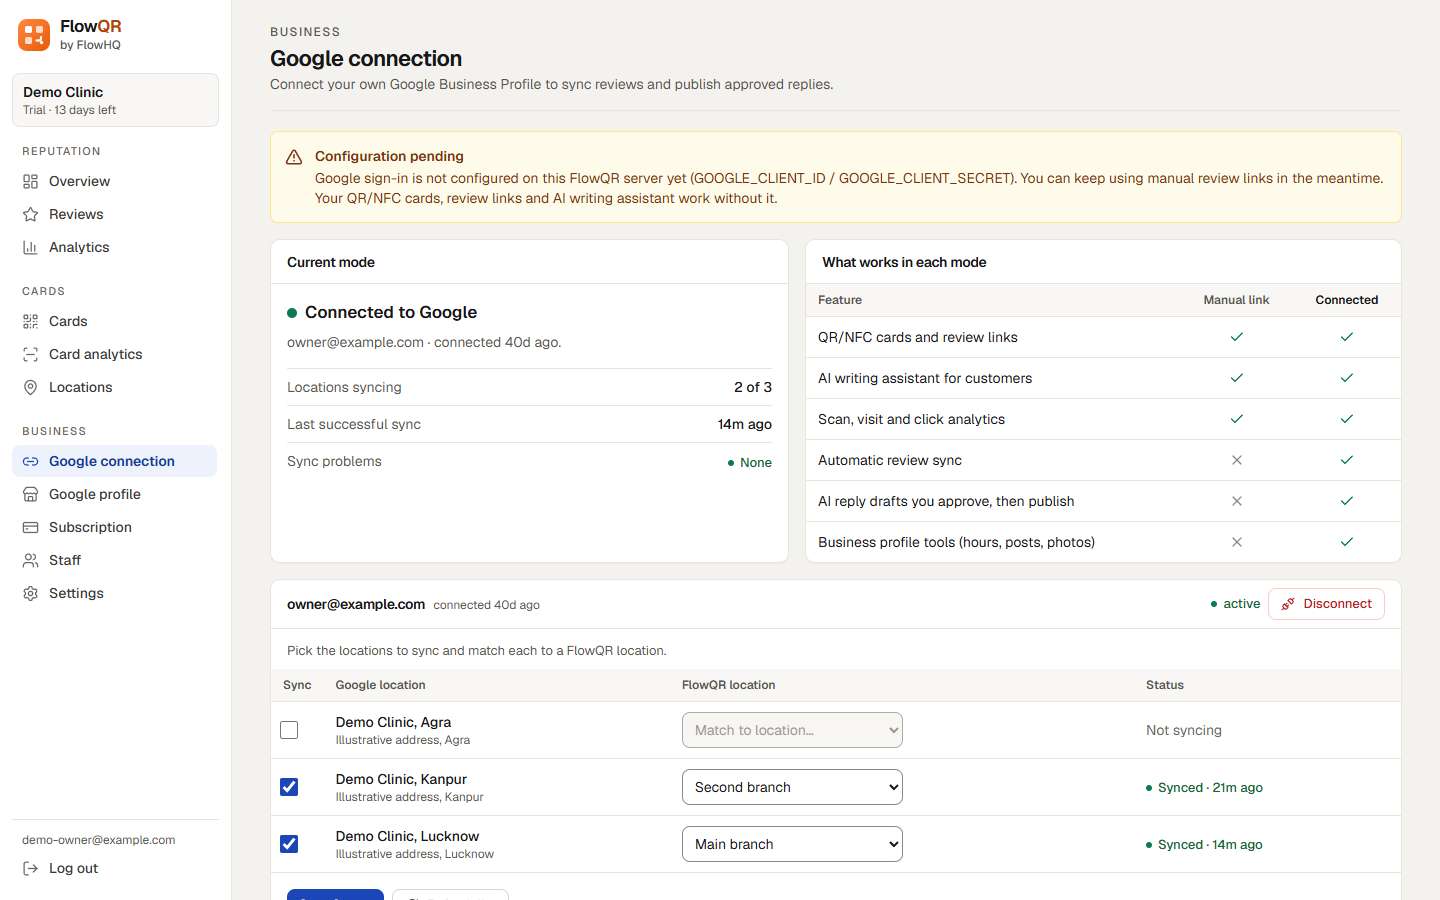 FlowQR
by FlowHQ
Demo Clinic
Trial · 13 days left
REPUTATION
Overview
Reviews
Analytics
CARDS
Cards
Card analytics
Locations
BUSINESS
Google connection
Google profile
Subscription
Staff
Settings
demo-owner@example.com
Log out
BUSINESS
Google connection
Connect your own Google Business Profile to sync reviews and publish approved replies.
Configuration pending
Google sign-in is not configured on this FlowQR server yet (GOOGLE_CLIENT_ID / GOOGLE_CLIENT_SECRET). You can keep using manual review links in the meantime.
Your QR/NFC cards, review links and AI writing assistant work without it.
Current mode
Connected to Google
owner@example.com · connected 40d ago.
Locations syncing 2 of 3
Last successful sync 14m ago
Sync problems None
What works in each mode
Feature Manual link Connected
QR/NFC cards and review links
AI writing assistant for customers
Scan, visit and click analytics
Automatic review sync
AI reply drafts you approve, then publish
Business profile tools (hours, posts, photos)
owner@example.com connected 40d ago active Disconnect
Pick the locations to sync and match each to a FlowQR location.
Sync Google location FlowQR location Status
Demo Clinic, Agra
Illustrative address, Agra
Match to location... Not syncing
Demo Clinic, Kanpur
Illustrative address, Kanpur
Second branch Synced · 21m ago
Demo Clinic, Lucknow
Illustrative address, Lucknow
Main branch Synced · 14m ago